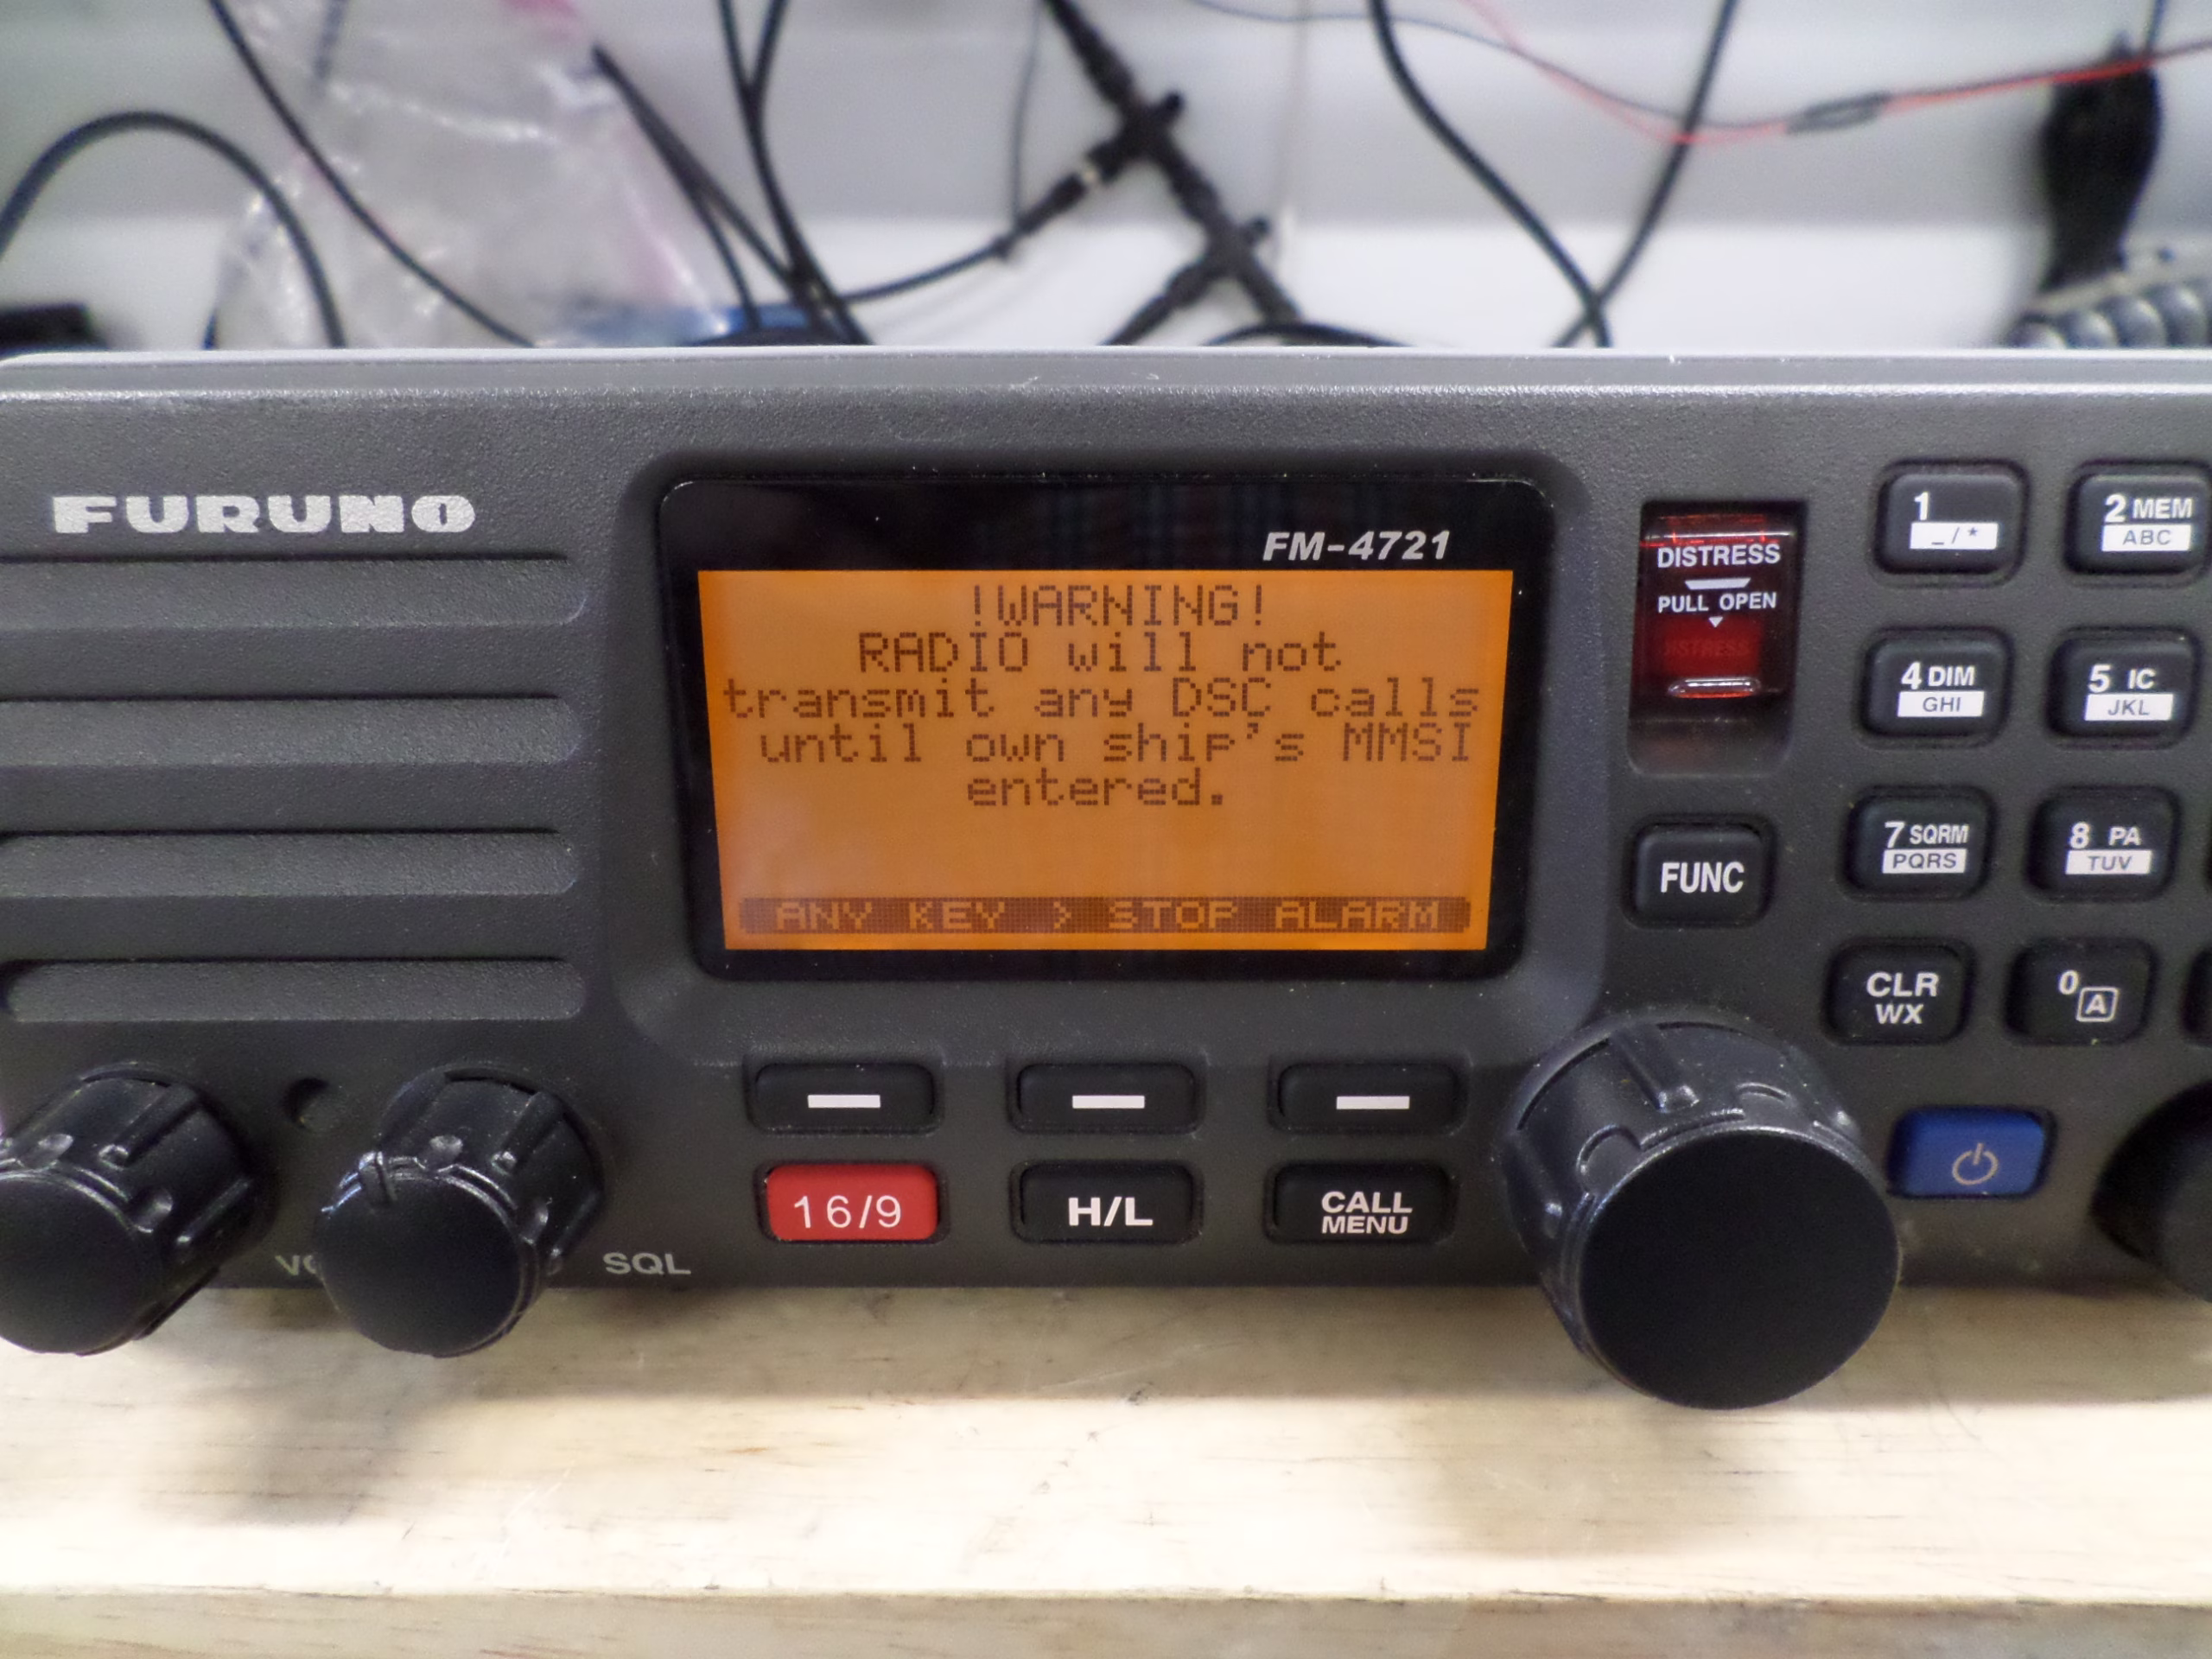 FURUNO
FM-4721
!WARNING!
RADIO will not
transmit any DSC calls
until own ship's MMSI
entered.
ANY KEY > STOP ALARM
DISTRESS
PULL OPEN
DISTRESS
1
_/*
2 MEM
ABC
4 DIM
GHI
5 IC
JKL
FUNC
7 SQRM
PQRS
8 PA
TUV
CLR
WX
0
A
16/9
H/L
CALL
MENU
SQL